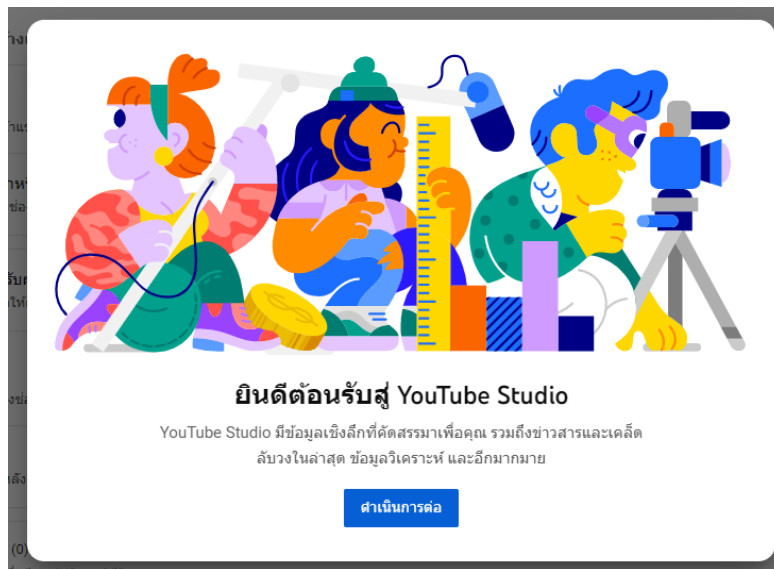 ยินดีต้อนรับสู่ YouTube Studio
YouTube Studio มีข้อมูลเชิงลึกที่คัดสรรมาเพื่อคุณ รวมถึงข่าวสารและเคล็ด
ลับวงในล่าสุด ข้อมูลวิเคราะห์ และอีกมากมาย
ดำเนินการต่อ
(0)